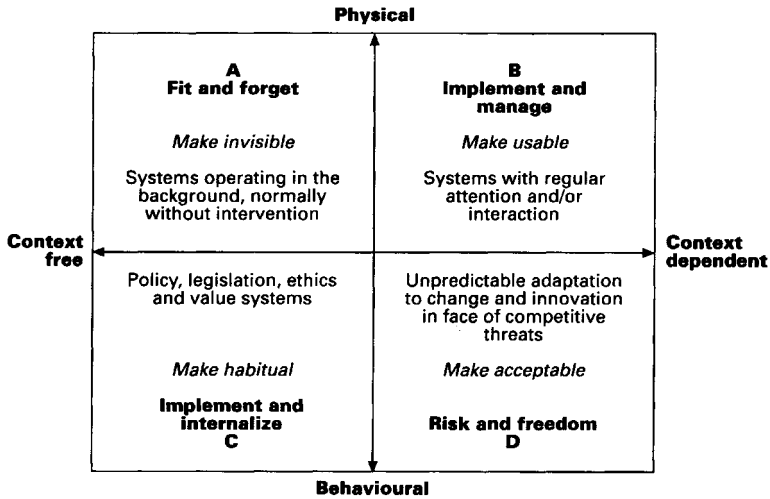 Physical
A
Fit and forget
Make invisible
Systems operating in the
background, normally
without intervention
B
Implement and
manage
Make usable
Systems with regular
attention and/or
interaction
Context
free
Context
dependent
Policy, legislation, ethics
and value systems
Make habitual
Implement and
internalize
C
Unpredictable adaptation
to change and innovation
in face of competitive
threats
Make acceptable
Risk and freedom
D
Behavioural